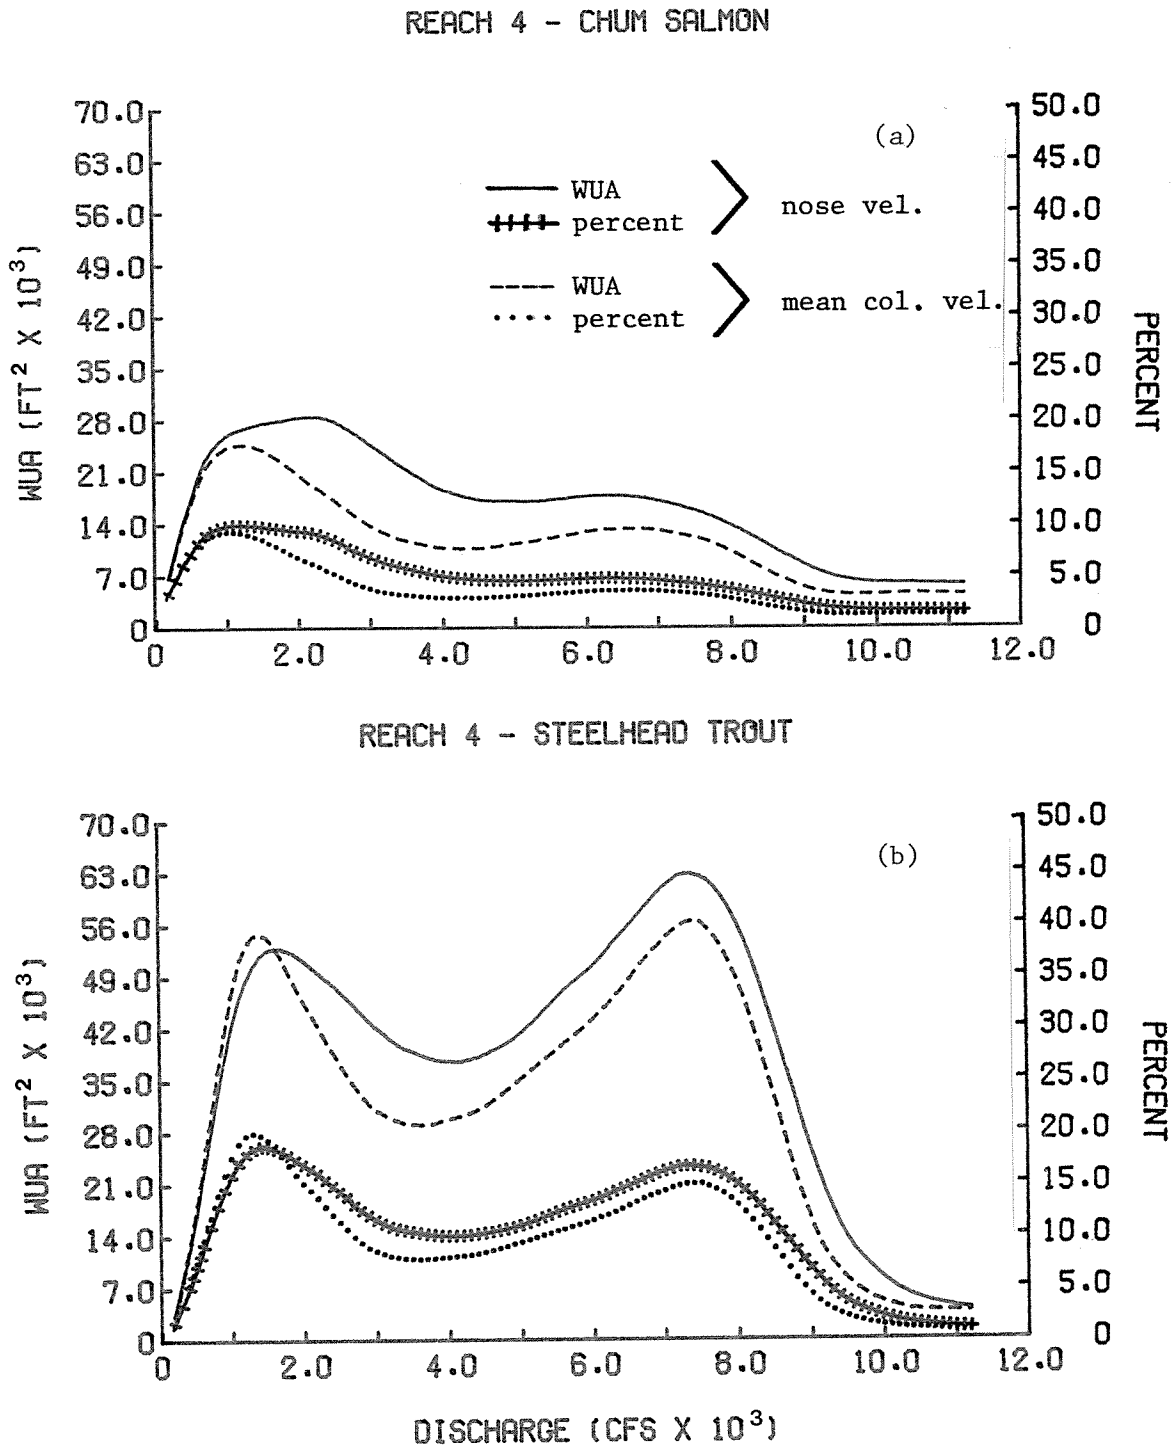 REACH 4 - CHUM SALMON
(a)
WUA
percent
nose vel.
WUA
percent
mean col. vel.
WUA (FT² X 10³)
70.0
63.0
56.0
49.0
42.0
35.0
28.0
21.0
14.0
7.0
0
PERCENT
50.0
45.0
40.0
35.0
30.0
25.0
20.0
15.0
10.0
5.0
0
0 2.0 4.0 6.0 8.0 10.0 12.0
REACH 4 - STEELHEAD TROUT
(b)
WUA (FT² X 10³)
70.0
63.0
56.0
49.0
42.0
35.0
28.0
21.0
14.0
7.0
0
PERCENT
50.0
45.0
40.0
35.0
30.0
25.0
20.0
15.0
10.0
5.0
0
0 2.0 4.0 6.0 8.0 10.0 12.0
DISCHARGE (CFS X 10³)